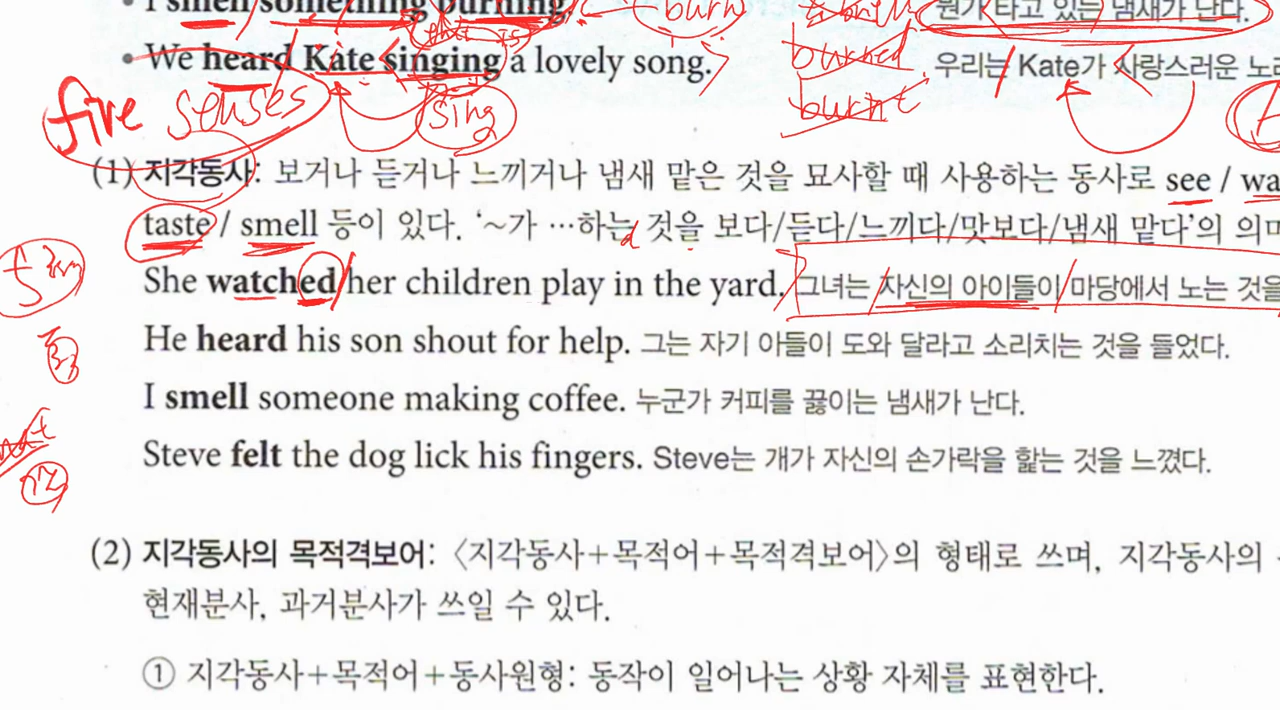 • I smell something burning. burn 뭔가 타고 있는 냄새가 난다.
that is
• We heard Kate singing a lovely song. burned 우리는 Kate가 사랑스러운 노래
five senses sing burnt
(1) 지각동사: 보거나 듣거나 느끼거나 냄새 맡은 것을 묘사할 때 사용하는 동사로 see / wa
taste / smell 등이 있다. ‘~가 …하는 것을 보다/듣다/느끼다/맛보다/냄새 맡다’의 의미
She watched her children play in the yard. 그녀는 자신의 아이들이 마당에서 노는 것을
He heard his son shout for help. 그는 자기 아들이 도와 달라고 소리치는 것을 들었다.
I smell someone making coffee. 누군가 커피를 끓이는 냄새가 난다.
Steve felt the dog lick his fingers. Steve는 개가 자신의 손가락을 핥는 것을 느꼈다.
(2) 지각동사의 목적격보어: 〈지각동사+목적어+목적격보어〉의 형태로 쓰며, 지각동사의
현재분사, 과거분사가 쓰일 수 있다.
① 지각동사+목적어+동사원형: 동작이 일어나는 상황 자체를 표현한다.